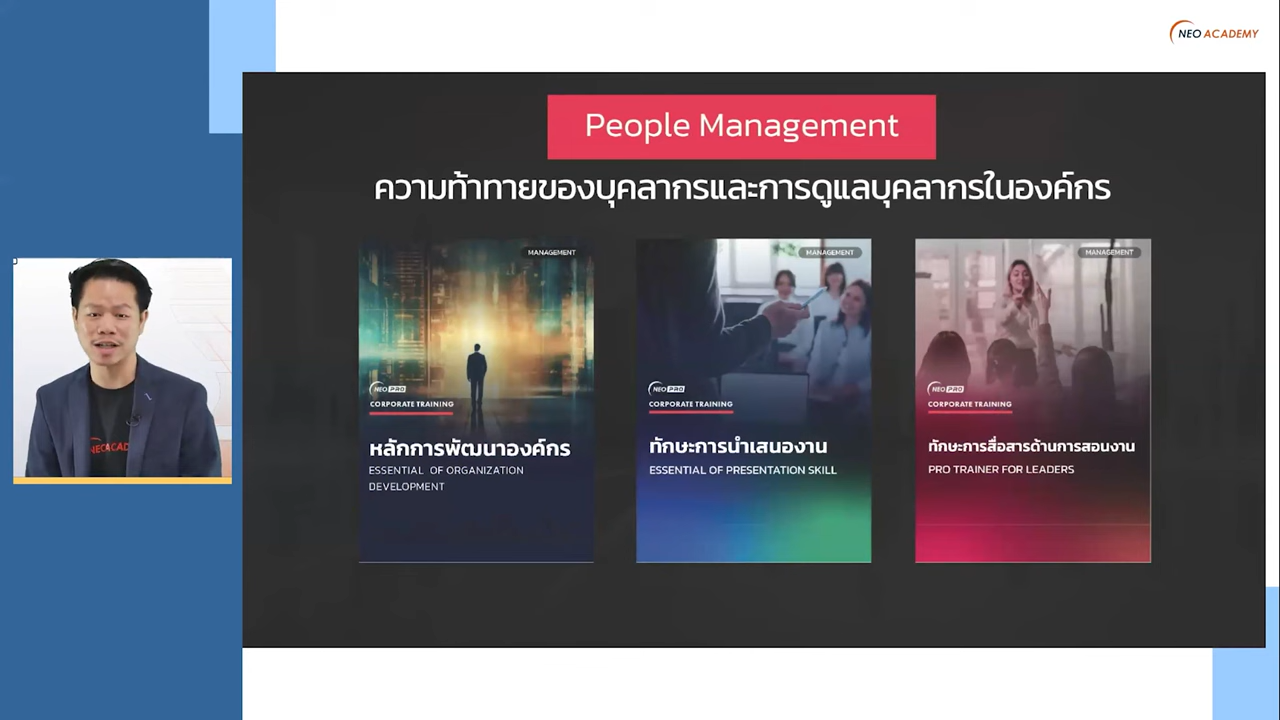 NEO ACADEMY
People Management
ความท้าทายของบุคลากรและการดูแลบุคลากรในองค์กร
MANAGEMENT
NEO PRO
CORPORATE TRAINING
หลักการพัฒนาองค์กร
ESSENTIAL OF ORGANIZATION
DEVELOPMENT
MANAGEMENT
NEO PRO
CORPORATE TRAINING
ทักษะการนำเสนองาน
ESSENTIAL OF PRESENTATION SKILL
MANAGEMENT
NEO PRO
CORPORATE TRAINING
ทักษะการสื่อสารด้านการสอนงาน
PRO TRAINER FOR LEADERS